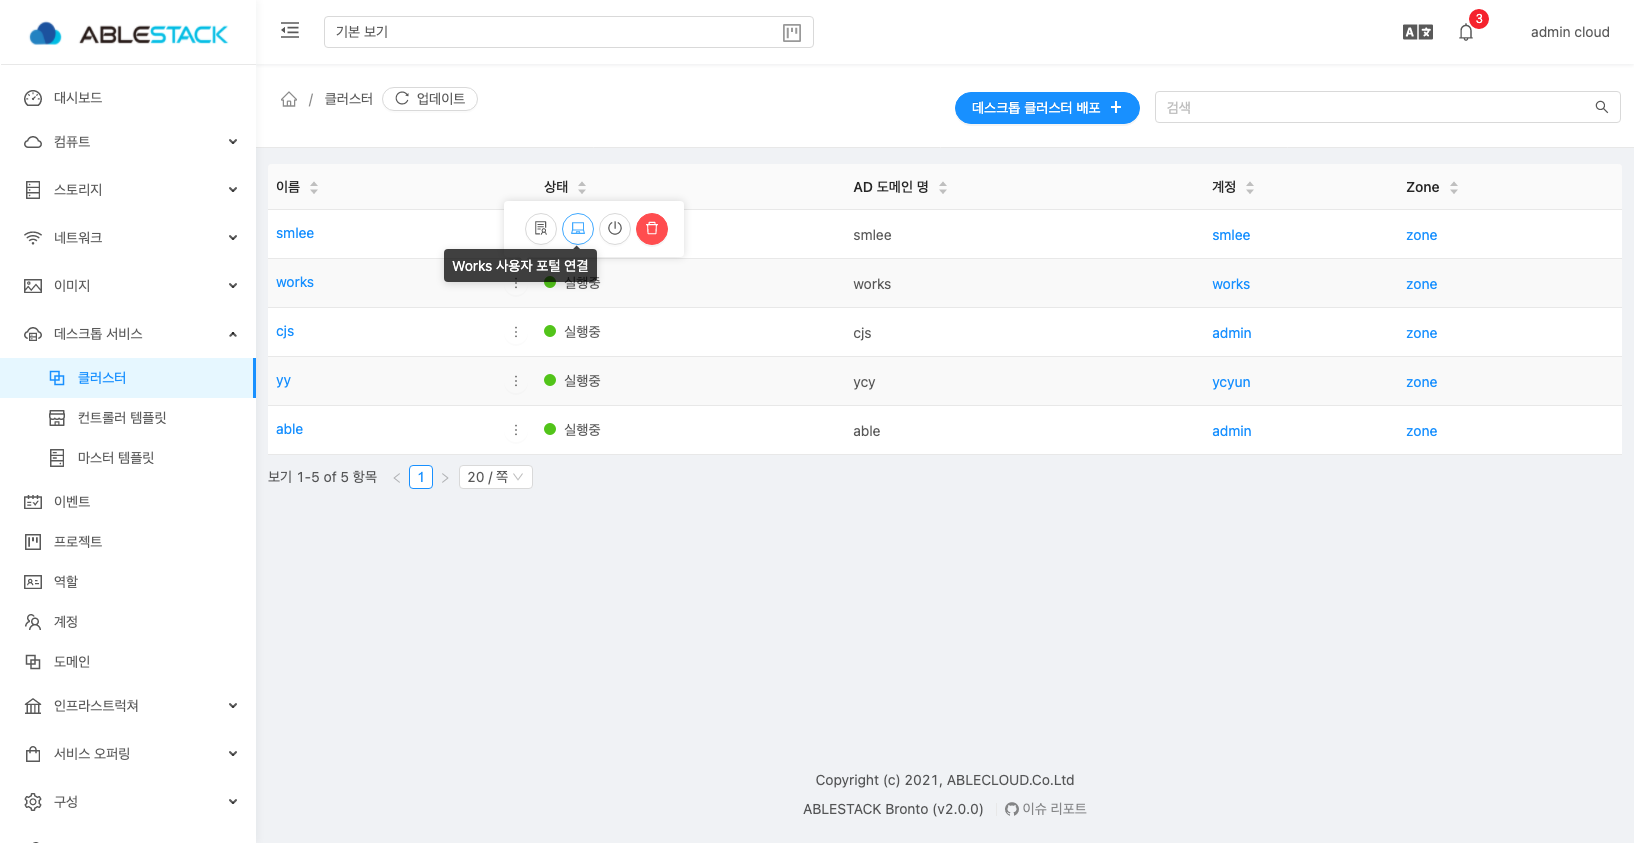 ABLESTACK
기본 보기
3
admin cloud
/ 클러스터 업데이트
데스크톱 클러스터 배포 +
검색
대시보드
컴퓨트
스토리지
네트워크
이미지
데스크톱 서비스
클러스터
컨트롤러 템플릿
마스터 템플릿
이벤트
프로젝트
역할
계정
도메인
인프라스트럭쳐
서비스 오퍼링
구성
이름 상태 AD 도메인 명 계정 Zone
smlee smlee smlee zone
Works 사용자 포털 연결
works 실행중 works works zone
cjs 실행중 cjs admin zone
yy 실행중 ycy ycyun zone
able 실행중 able admin zone
보기 1-5 of 5 항목 < 1 > 20 / 쪽
Copyright (c) 2021, ABLECLOUD.Co.Ltd
ABLESTACK Bronto (v2.0.0) 이슈 리포트